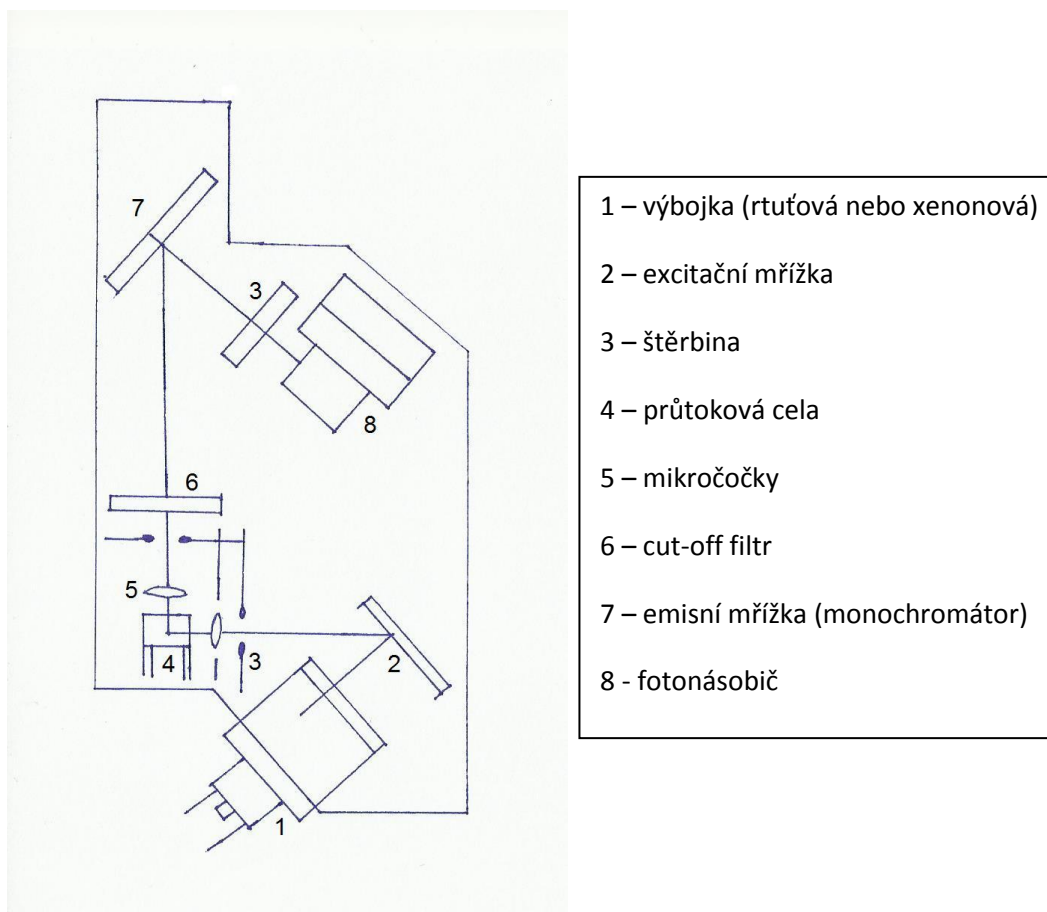 7
3
8
6
5
4
3
2
1
1 – výbojka (rtuťová nebo xenonová)
2 – excitační mřížka
3 – štěrbina
4 – průtoková cela
5 – mikročočky
6 – cut-off filtr
7 – emisní mřížka (monochromátor)
8 - fotonásobič